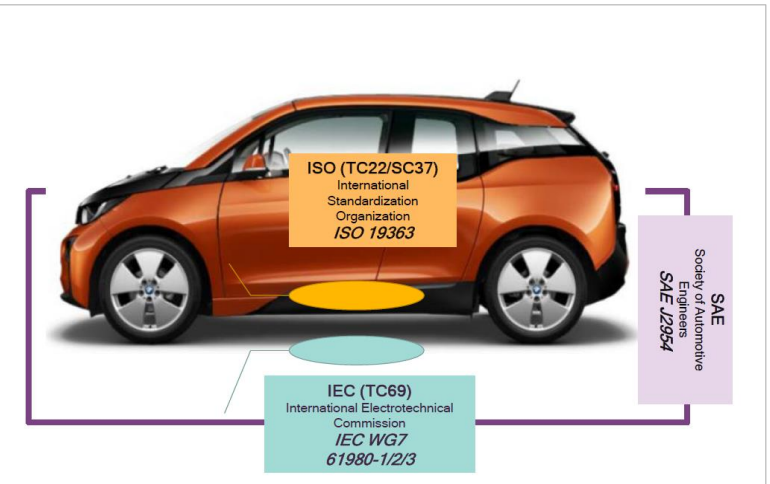 ISO (TC22/SC37)
International
Standardization
Organization
ISO 19363
SAE
Society of Automotive
Engineers
SAE J2954
IEC (TC69)
International Electrotechnical
Commission
IEC WG7
61980-1/2/3